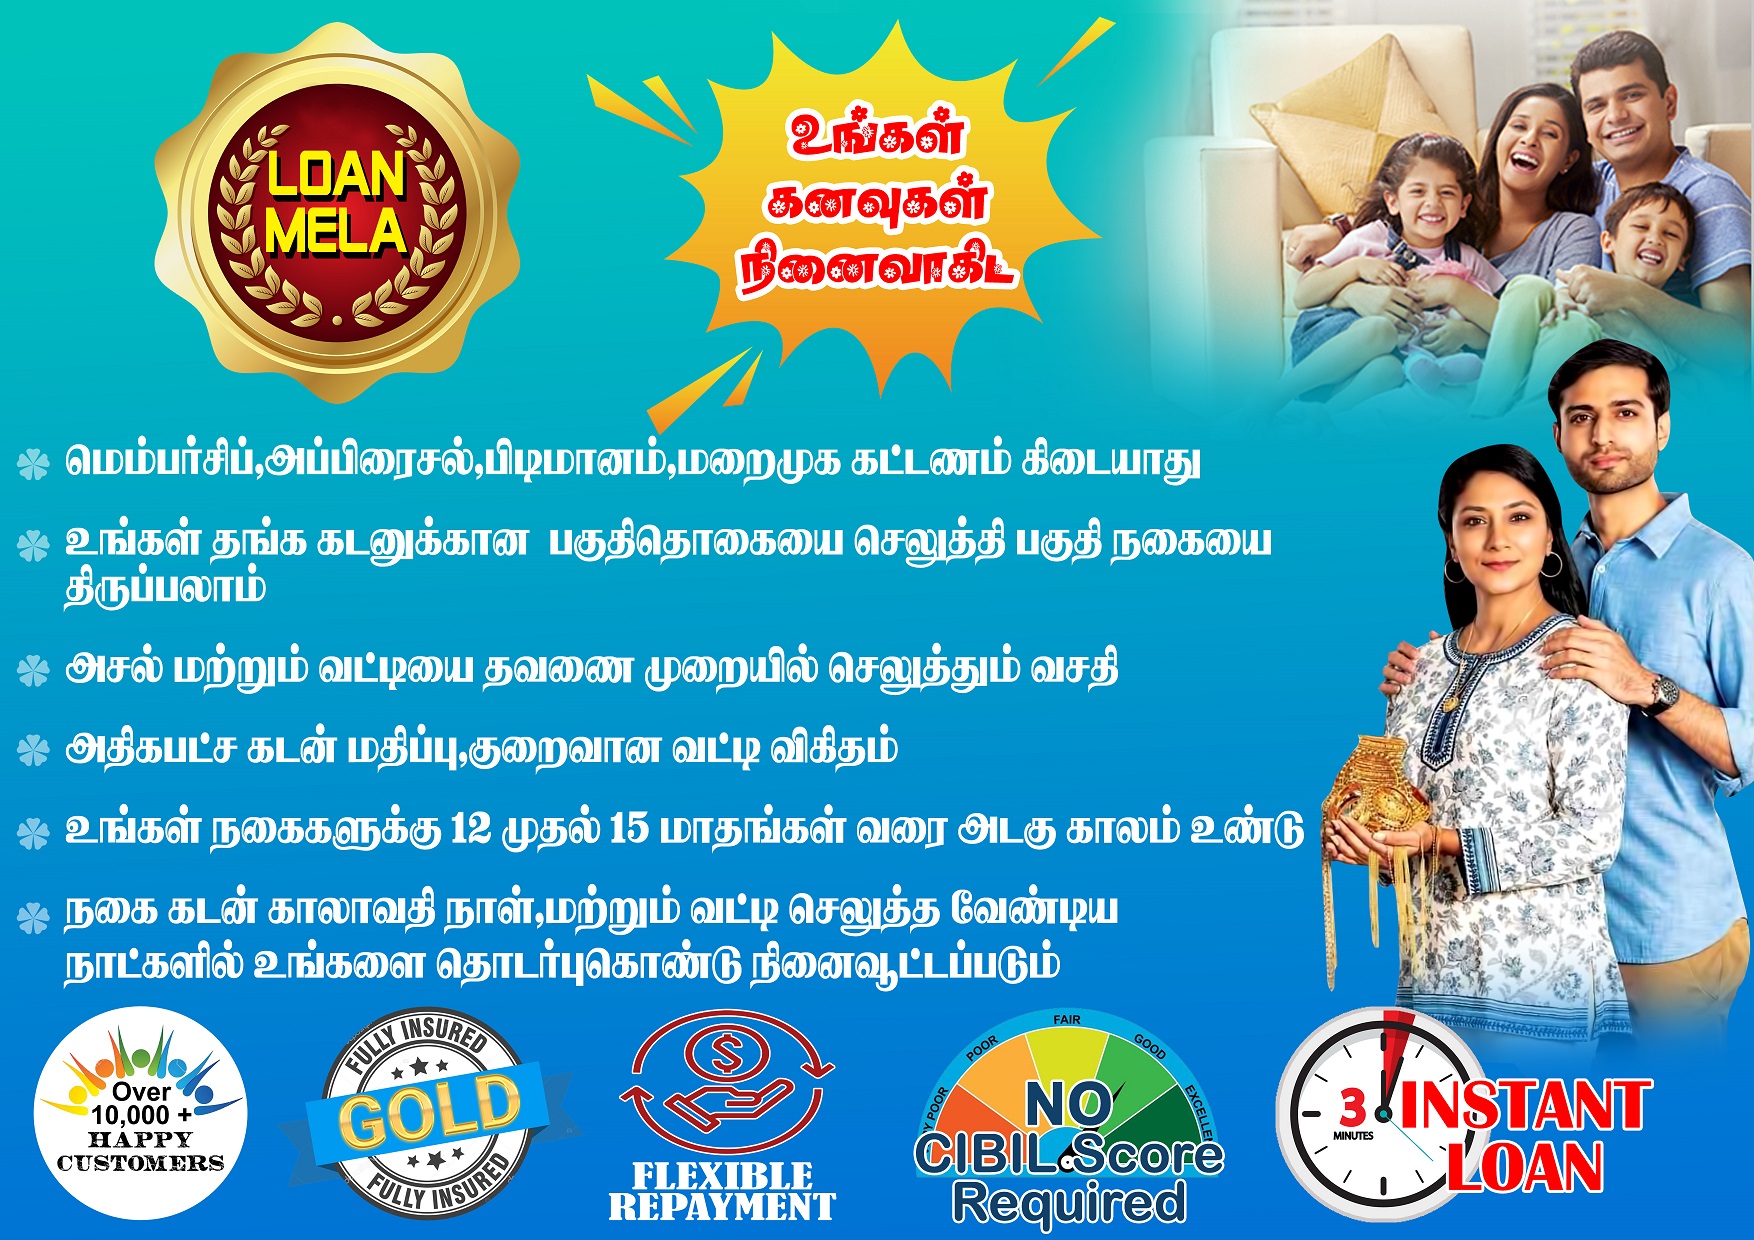 LOAN
MELA
உங்கள்
கனவுகள்
நினைவாகிட
மெம்பர்சிப்,அப்பிரைசல்,பிடிமானம்,மறைமுக கட்டணம் கிடையாது
உங்கள் தங்க கடனுக்கான பகுதிதொகையை செலுத்தி பகுதி நகையை
திருப்பலாம்
அசல் மற்றும் வட்டியை தவணை முறையில் செலுத்தும் வசதி
அதிகபட்ச கடன் மதிப்பு,குறைவான வட்டி விகிதம்
உங்கள் நகைகளுக்கு 12 முதல் 15 மாதங்கள் வரை அடகு காலம் உண்டு
நகை கடன் காலாவதி நாள்,மற்றும் வட்டி செலுத்த வேண்டிய
நாட்களில் உங்களை தொடர்புகொண்டு நினைவூட்டப்படும்
Over
10,000 +
HAPPY
CUSTOMERS
FULLY INSURED
GOLD
FULLY INSURED
FLEXIBLE
REPAYMENT
Y POOR
POOR
FAIR
GOOD
EXCELLEN
NO
CIBIL Score
Required
3
MINUTES
INSTANT
LOAN